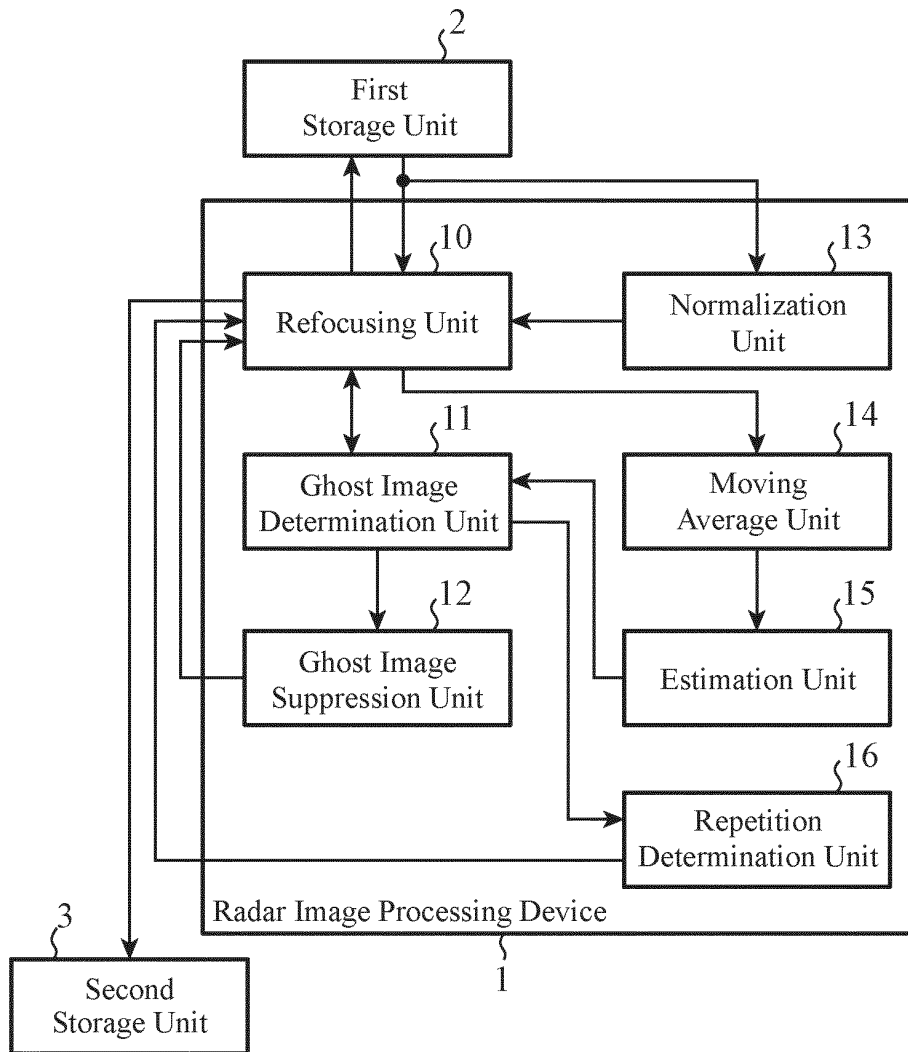 2
First
Storage Unit
10
Refocusing Unit
13
Normalization
Unit
11
Ghost Image
Determination Unit
14
Moving
Average Unit
12
Ghost Image
Suppression Unit
15
Estimation Unit
16
Repetition
Determination Unit
Radar Image Processing Device
1
3
Second
Storage Unit